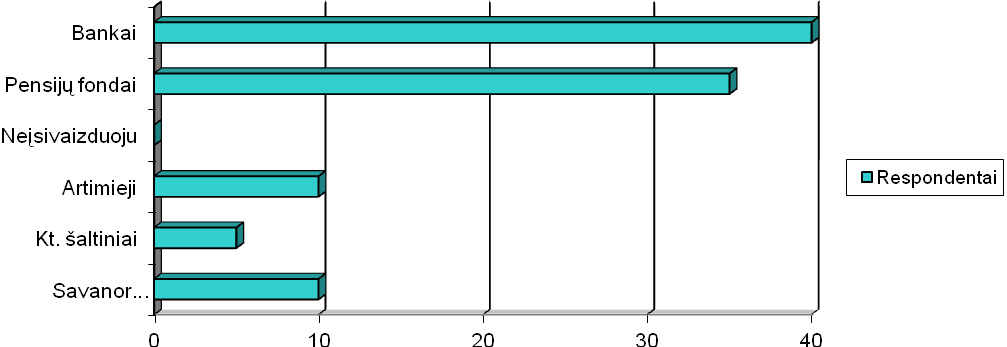 Bankai
Pensijų fondai
Neįsivaizduoju
Artimieji
Kt. šaltiniai
Savanor...
0 10 20 30 40
Respondentai